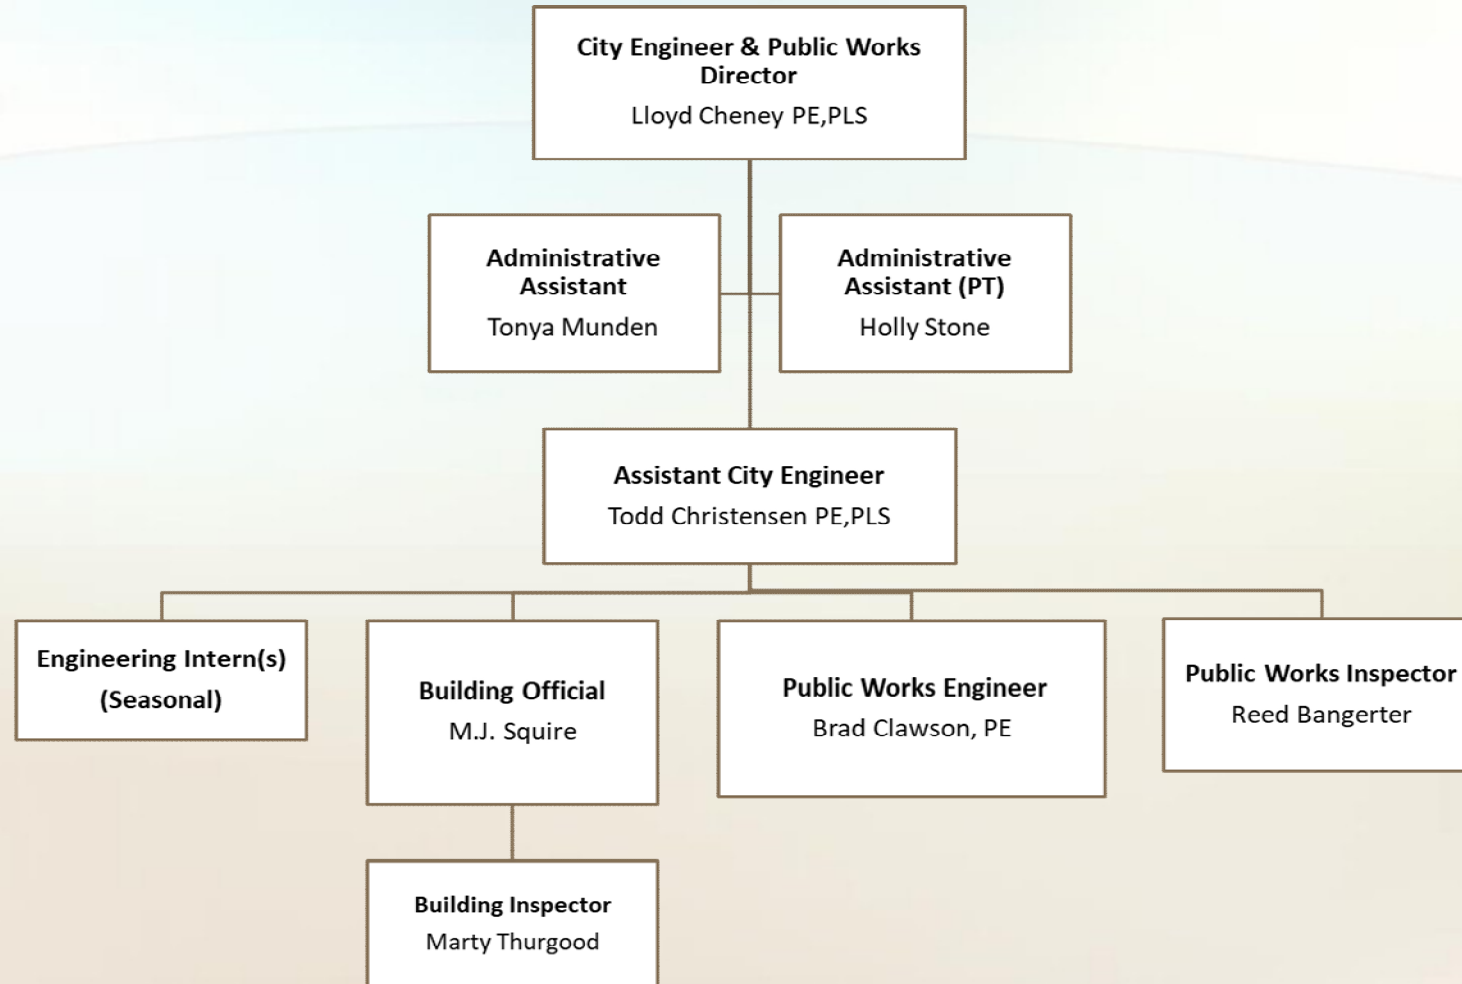 City Engineer & Public Works
Director
Lloyd Cheney PE,PLS
Administrative
Assistant
Tonya Munden
Administrative
Assistant (PT)
Holly Stone
Assistant City Engineer
Todd Christensen PE,PLS
Engineering Intern(s)
(Seasonal)
Building Official
M.J. Squire
Public Works Engineer
Brad Clawson, PE
Public Works Inspector
Reed Bangerter
Building Inspector
Marty Thurgood